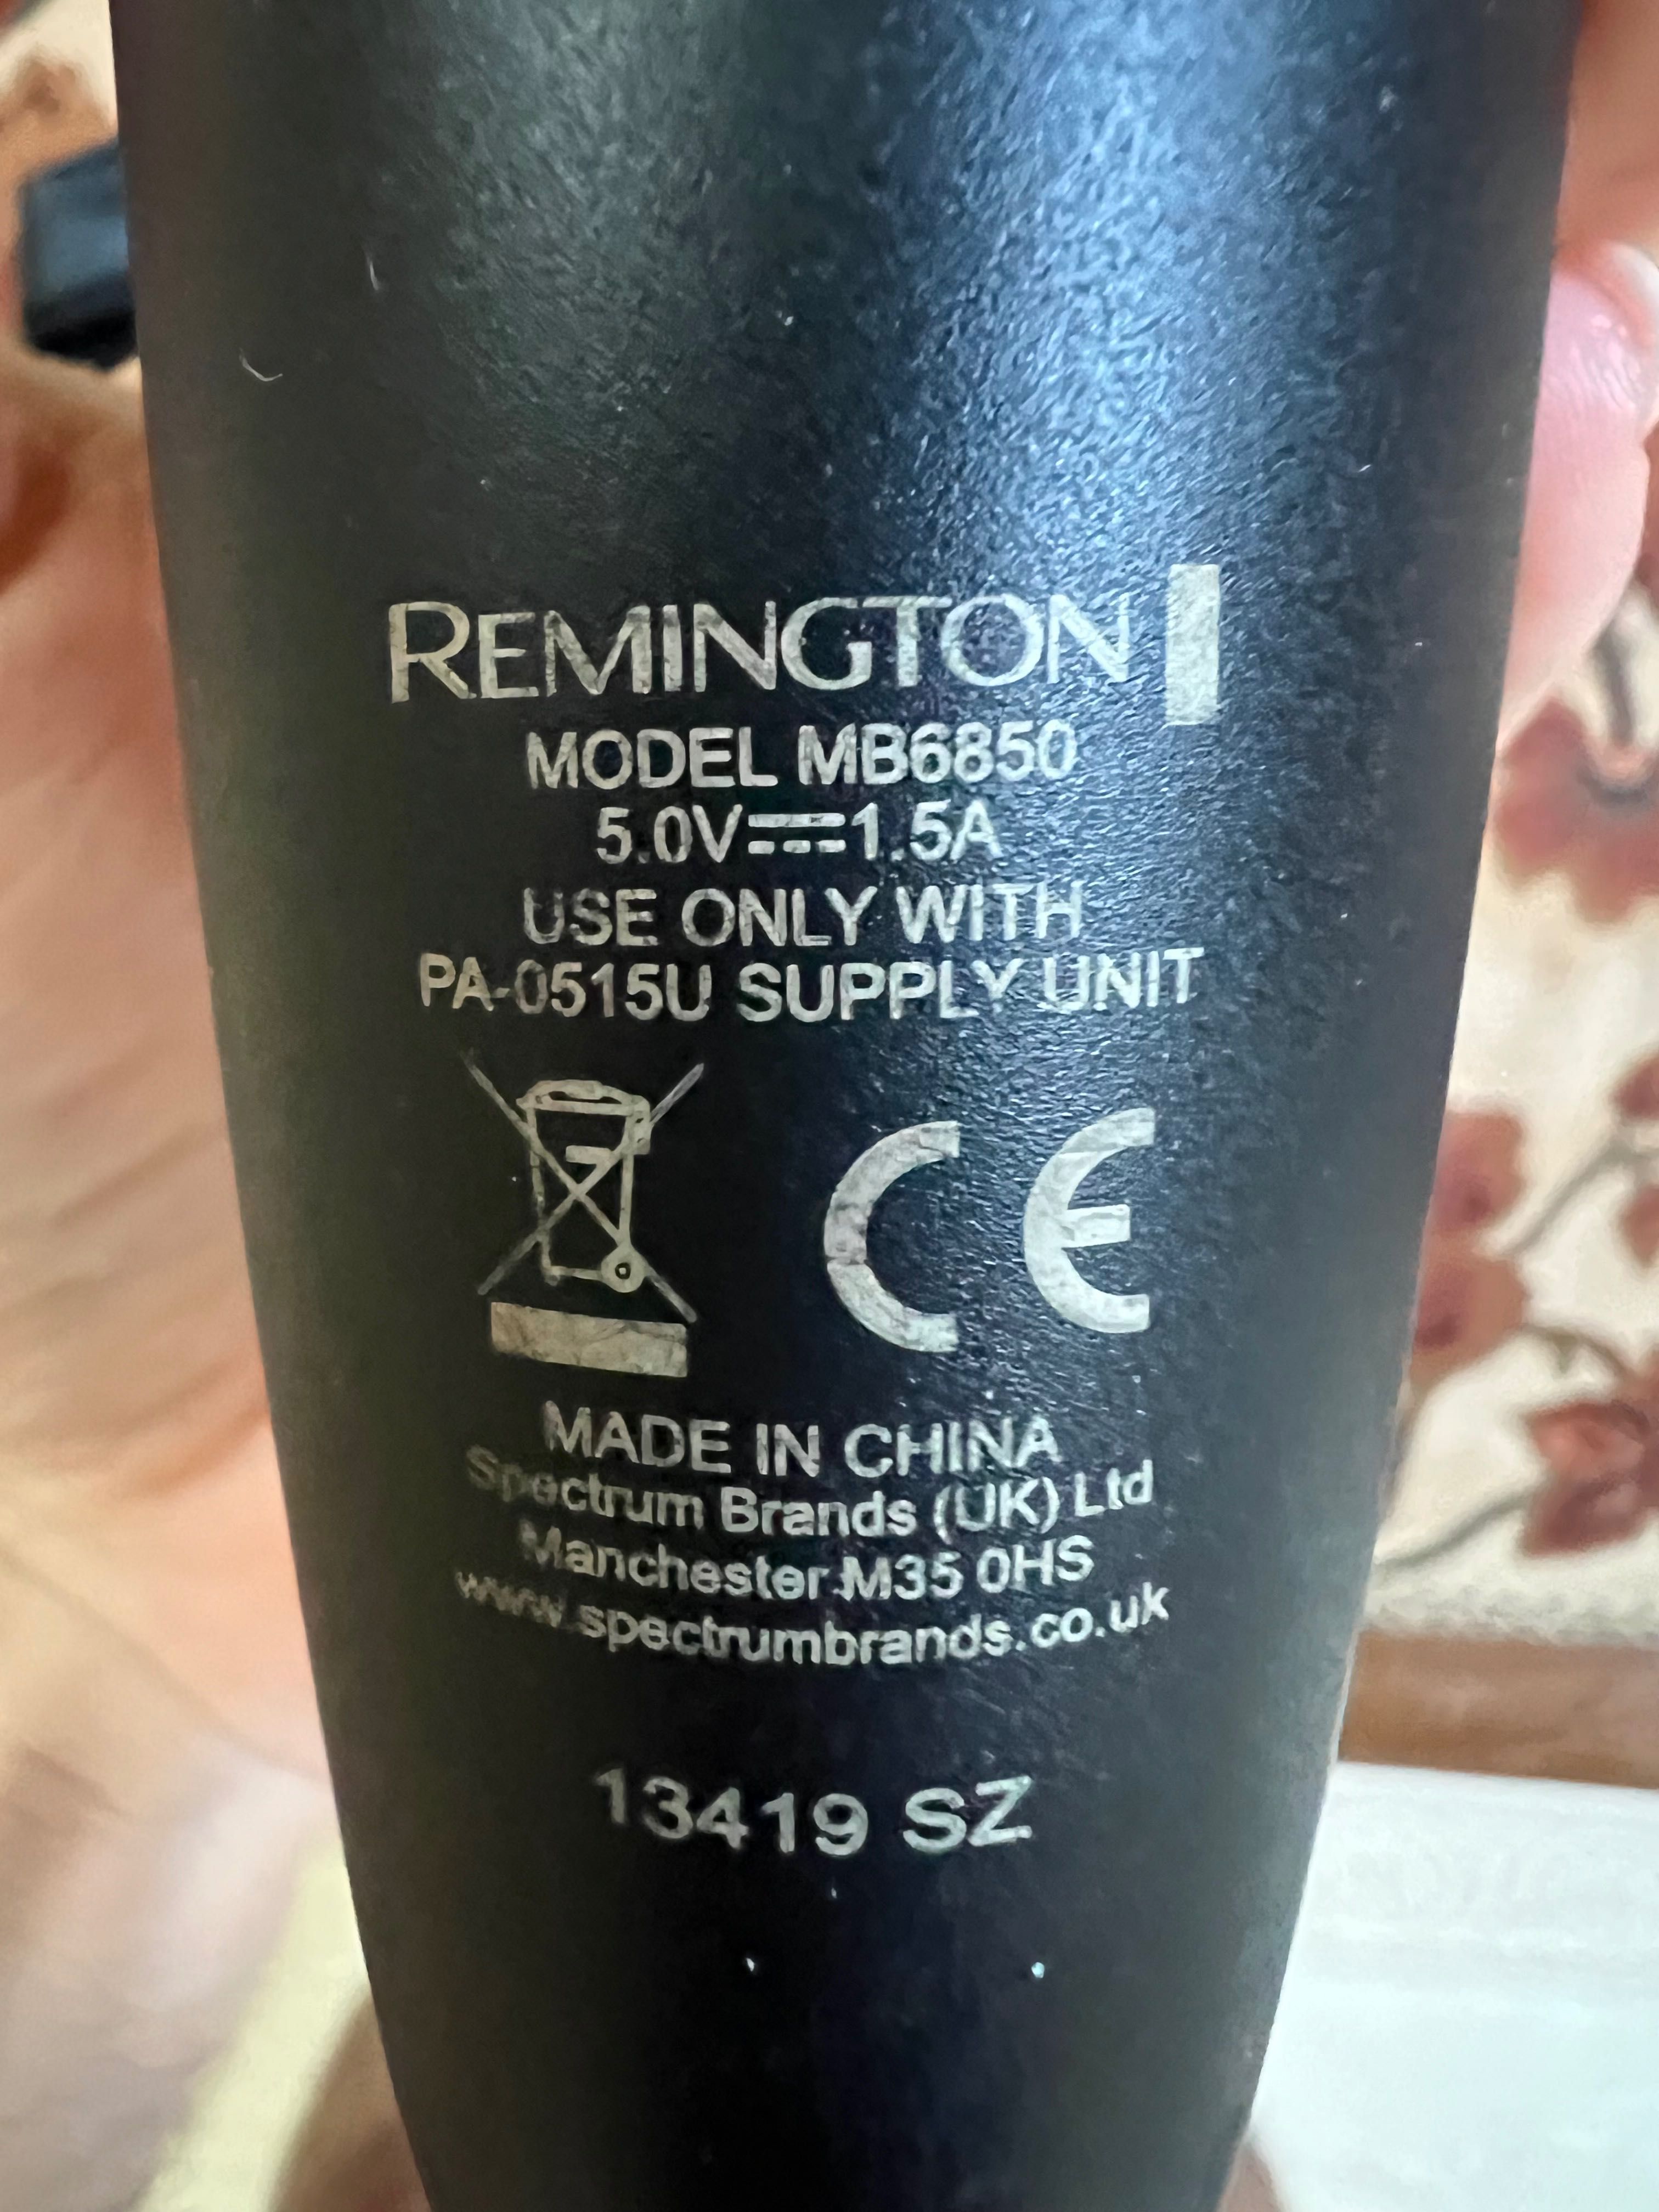 REMINGTON
MODEL MB6850
5.0V⎓1.5A
USE ONLY WITH
PA-0515U SUPPLY UNIT
CE
MADE IN CHINA
Spectrum Brands (UK) Ltd
Manchester M35 0HS
www.spectrumbrands.co.uk
13419 SZ